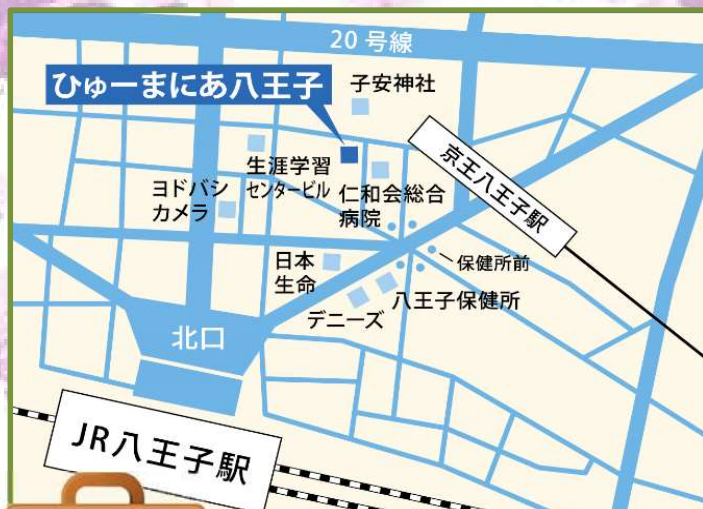 20号線
ひゅーまにあ八王子
子安神社
京王八王子駅
生涯学習
センタービル
仁和会総合
病院
ヨドバシ
カメラ
保健所前
日本
生命
八王子保健所
デニーズ
北口
JR八王子駅